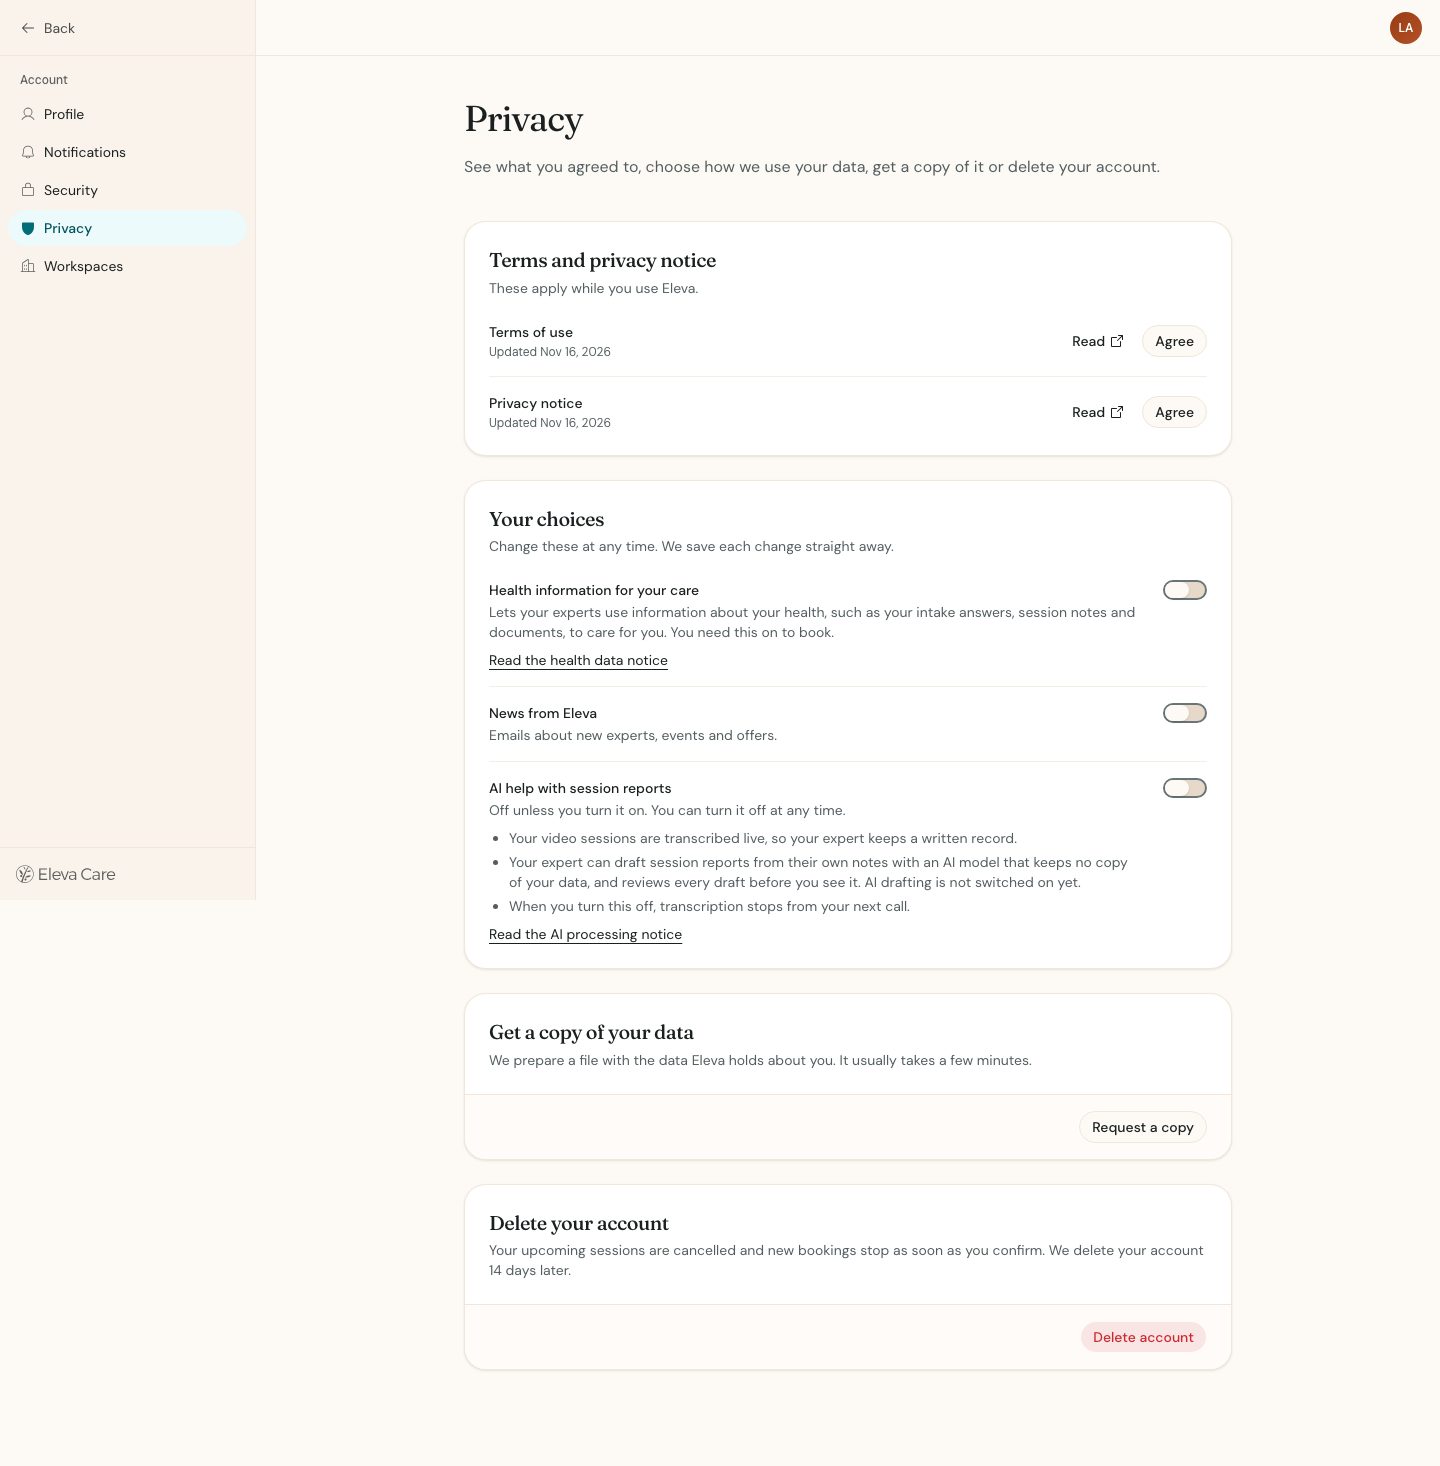 Back
LA
Account
Profile
Notifications
Security
Privacy
Workspaces
Eleva Care
Privacy
See what you agreed to, choose how we use your data, get a copy of it or delete your account.
Terms and privacy notice
These apply while you use Eleva.
Terms of use
Updated Nov 16, 2026
Read
Agree
Privacy notice
Updated Nov 16, 2026
Read
Agree
Your choices
Change these at any time. We save each change straight away.
Health information for your care
Lets your experts use information about your health, such as your intake answers, session notes and
documents, to care for you. You need this on to book.
Read the health data notice
News from Eleva
Emails about new experts, events and offers.
AI help with session reports
Off unless you turn it on. You can turn it off at any time.
• Your video sessions are transcribed live, so your expert keeps a written record.
• Your expert can draft session reports from their own notes with an AI model that keeps no copy
of your data, and reviews every draft before you see it. AI drafting is not switched on yet.
• When you turn this off, transcription stops from your next call.
Read the AI processing notice
Get a copy of your data
We prepare a file with the data Eleva holds about you. It usually takes a few minutes.
Request a copy
Delete your account
Your upcoming sessions are cancelled and new bookings stop as soon as you confirm. We delete your account
14 days later.
Delete account